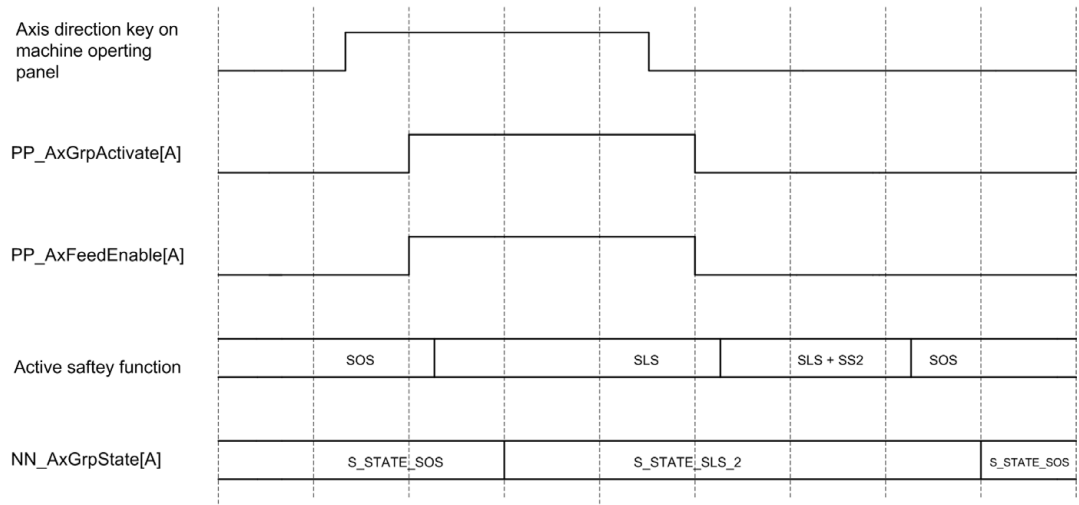 Axis direction key on
machine operting
panel
PP_AxGrpActivate[A]
PP_AxFeedEnable[A]
Active saftey function
SOS
SLS
SLS + SS2
SOS
NN_AxGrpState[A]
S_STATE_SOS
S_STATE_SLS_2
S_STATE_SOS